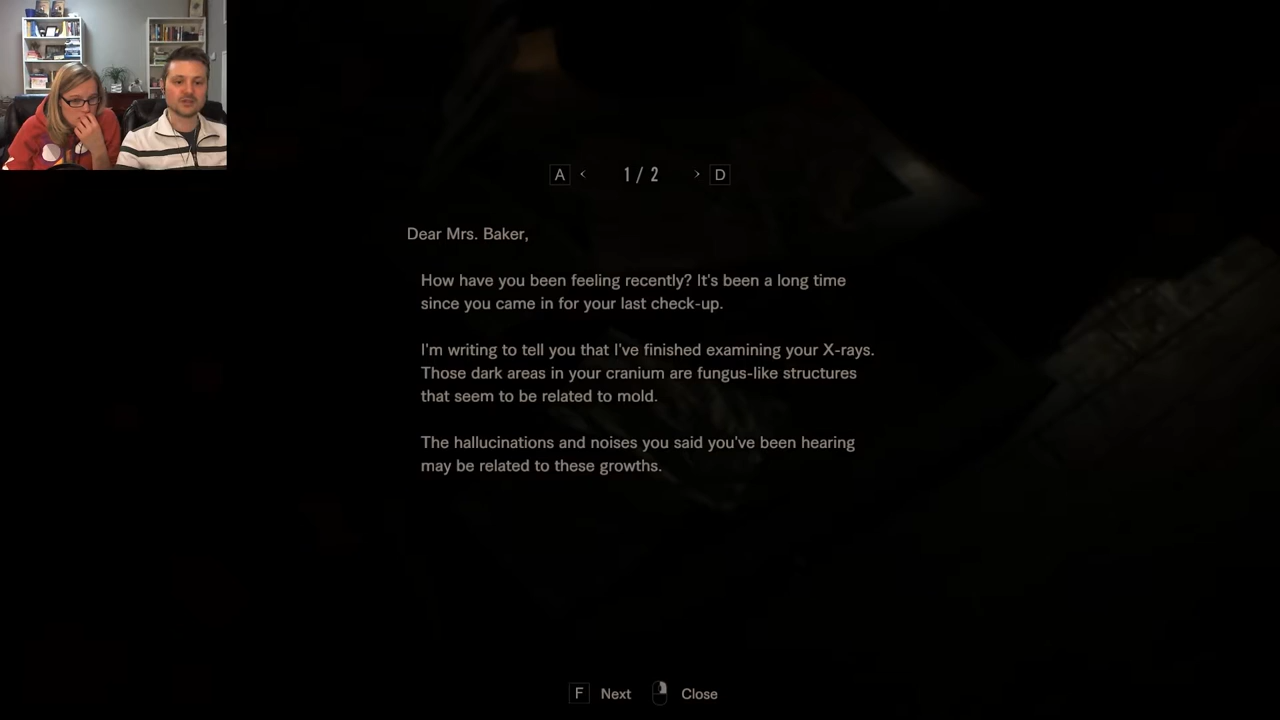 A < 1 / 2 > D
Dear Mrs. Baker,
How have you been feeling recently? It's been a long time
since you came in for your last check-up.
I'm writing to tell you that I've finished examining your X-rays.
Those dark areas in your cranium are fungus-like structures
that seem to be related to mold.
The hallucinations and noises you said you've been hearing
may be related to these growths.
F Next Close